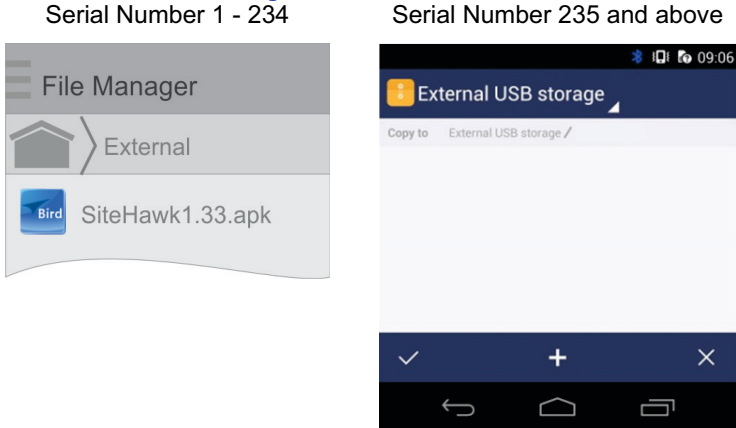 Serial Number 1 - 234
File Manager
External
Bird
SiteHawk1.33.apk
Serial Number 235 and above
09:06
External USB storage
Copy to External USB storage /